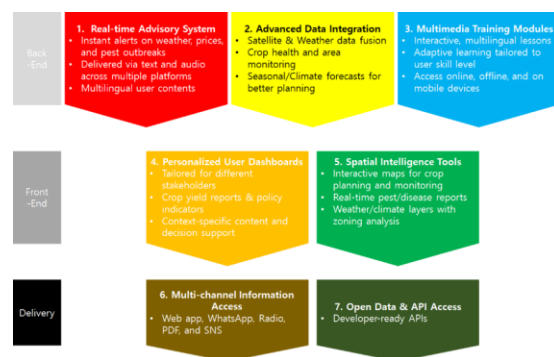 Back
-End
1. Real-time Advisory System
• Instant alerts on weather, prices,
and pest outbreaks
• Delivered via text and audio
across multiple platforms
• Multilingual user contents
2. Advanced Data Integration
• Satellite & Weather data fusion
• Crop health and area
monitoring
• Seasonal/Climate forecasts for
better planning
3. Multimedia Training Modules
• Interactive, multilingual lessons
• Adaptive learning tailored to
user skill level
• Access online, offline, and on
mobile devices
Front
-End
4. Personalized User Dashboards
• Tailored for different
stakeholders
• Crop yield reports & policy
indicators
• Context-specific content and
decision support
5. Spatial Intelligence Tools
• Interactive maps for crop
planning and monitoring
• Real-time pest/disease reports
• Weather/climate layers with
zoning analysis
Delivery
6. Multi-channel Information
Access
• Web app, WhatsApp, Radio,
PDF, and SNS
7. Open Data & API Access
• Developer-ready APIs